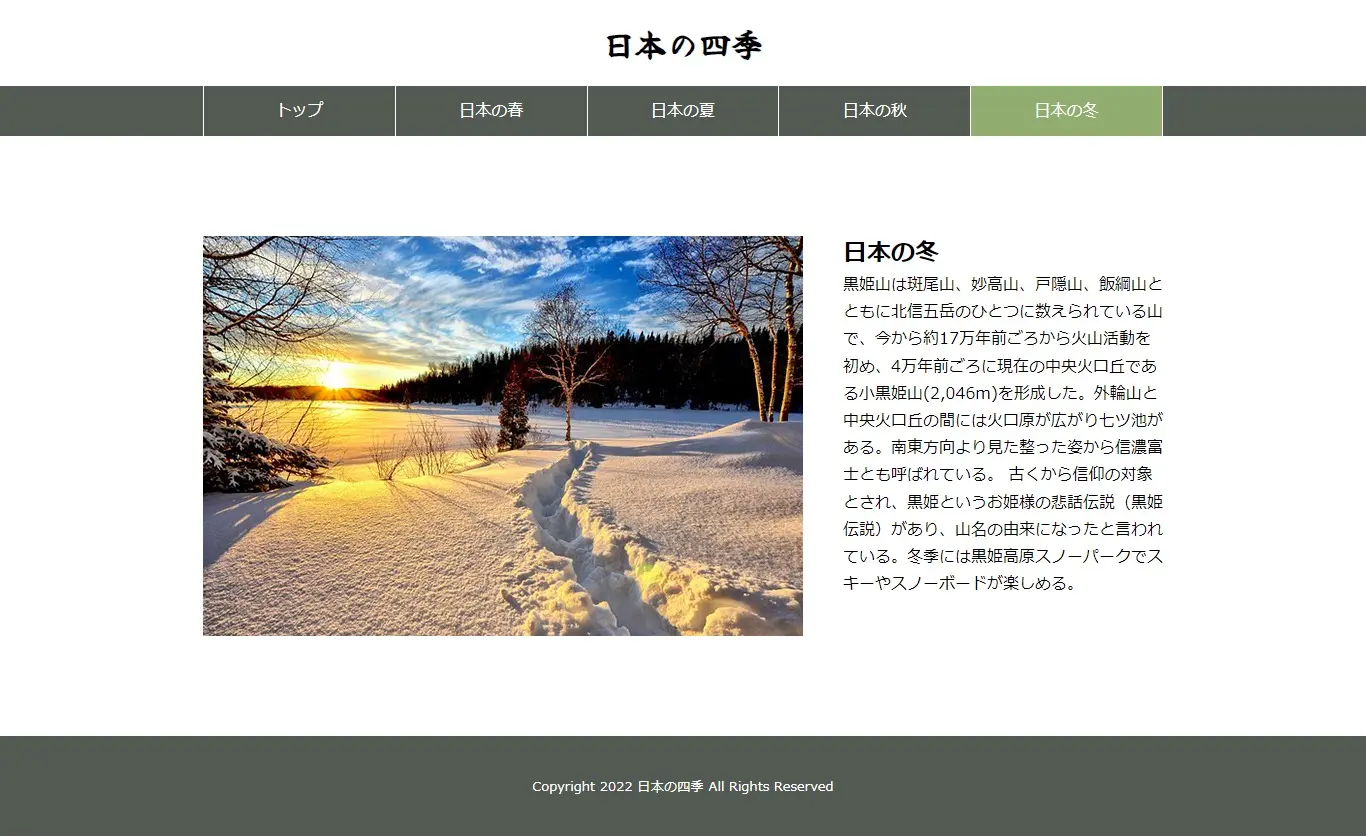 日本の四季
トップ
日本の春
日本の夏
日本の秋
日本の冬
日本の冬
黒姫山は斑尾山、妙高山、戸隠山、飯綱山と
ともに北信五岳のひとつに数えられている山
で、今から約17万年前ごろから火山活動を
初め、4万年前ごろに現在の中央火口丘であ
る小黒姫山(2,046m)を形成した。外輪山と
中央火口丘の間には火口原が広がり七ツ池が
ある。南東方向より見た整った姿から信濃富
士とも呼ばれている。 古くから信仰の対象
とされ、黒姫というお姫様の悲話伝説（黒姫
伝説）があり、山名の由来になったと言われ
ている。冬季には黒姫高原スノーパークでス
キーやスノーボードが楽しめる。
Copyright 2022 日本の四季 All Rights Reserved